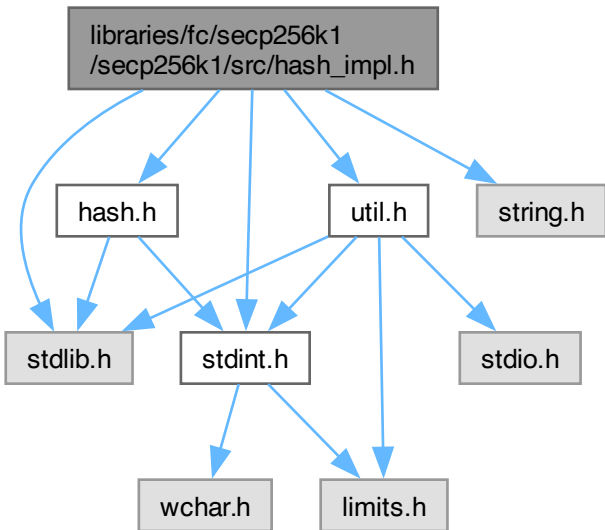 libraries/fc/secp256k1
/secp256k1/src/hash_impl.h
hash.h
util.h
string.h
stdlib.h
stdint.h
stdio.h
wchar.h
limits.h